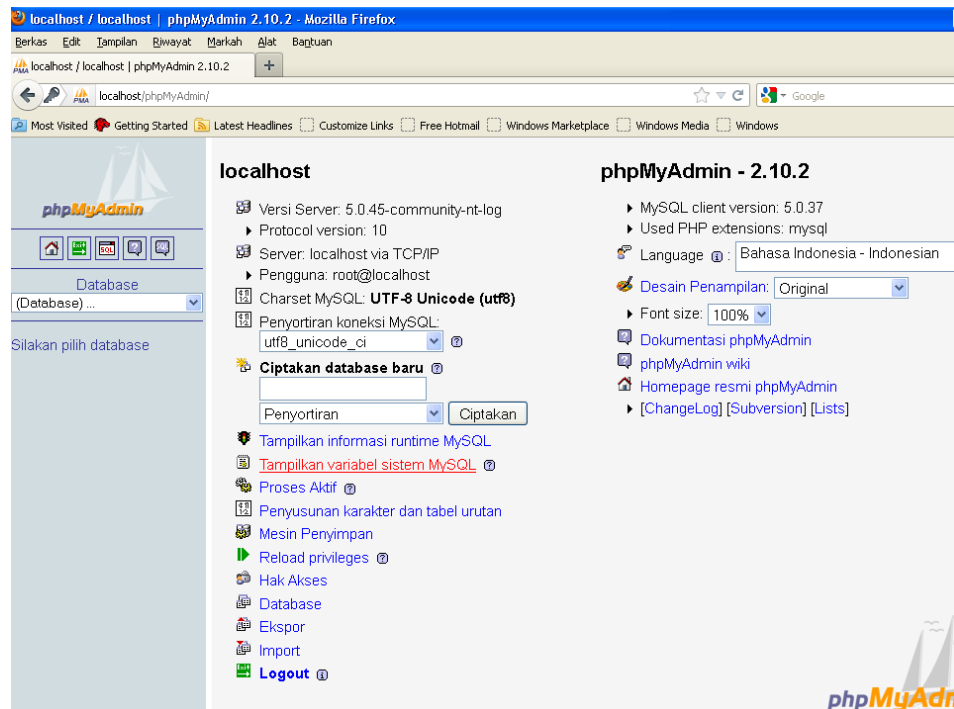 localhost / localhost | phpMyAdmin 2.10.2 - Mozilla Firefox
Berkas Edit Tampilan Riwayat Markah Alat Bantuan
PMA localhost / localhost | phpMyAdmin 2.10.2 +
PMA localhost/phpMyAdmin/ Google
Most Visited Getting Started Latest Headlines Customize Links Free Hotmail Windows Marketplace Windows Media Windows
phpMyAdmin
SQL
Database
(Database) ...
Silakan pilih database
localhost
Versi Server: 5.0.45-community-nt-log
Protocol version: 10
Server: localhost via TCP/IP
Pengguna: root@localhost
Charset MySQL: UTF-8 Unicode (utf8)
Penyortiran koneksi MySQL:
utf8_unicode_ci
Ciptakan database baru
Penyortiran Ciptakan
Tampilkan informasi runtime MySQL
Tampilkan variabel sistem MySQL
Proses Aktif
Penyusunan karakter dan tabel urutan
Mesin Penyimpan
Reload privileges
Hak Akses
Database
Ekspor
Import
Logout
phpMyAdmin - 2.10.2
MySQL client version: 5.0.37
Used PHP extensions: mysql
Language : Bahasa Indonesia - Indonesian
Desain Penampilan: Original
Font size: 100%
Dokumentasi phpMyAdmin
phpMyAdmin wiki
Homepage resmi phpMyAdmin
[ChangeLog] [Subversion] [Lists]